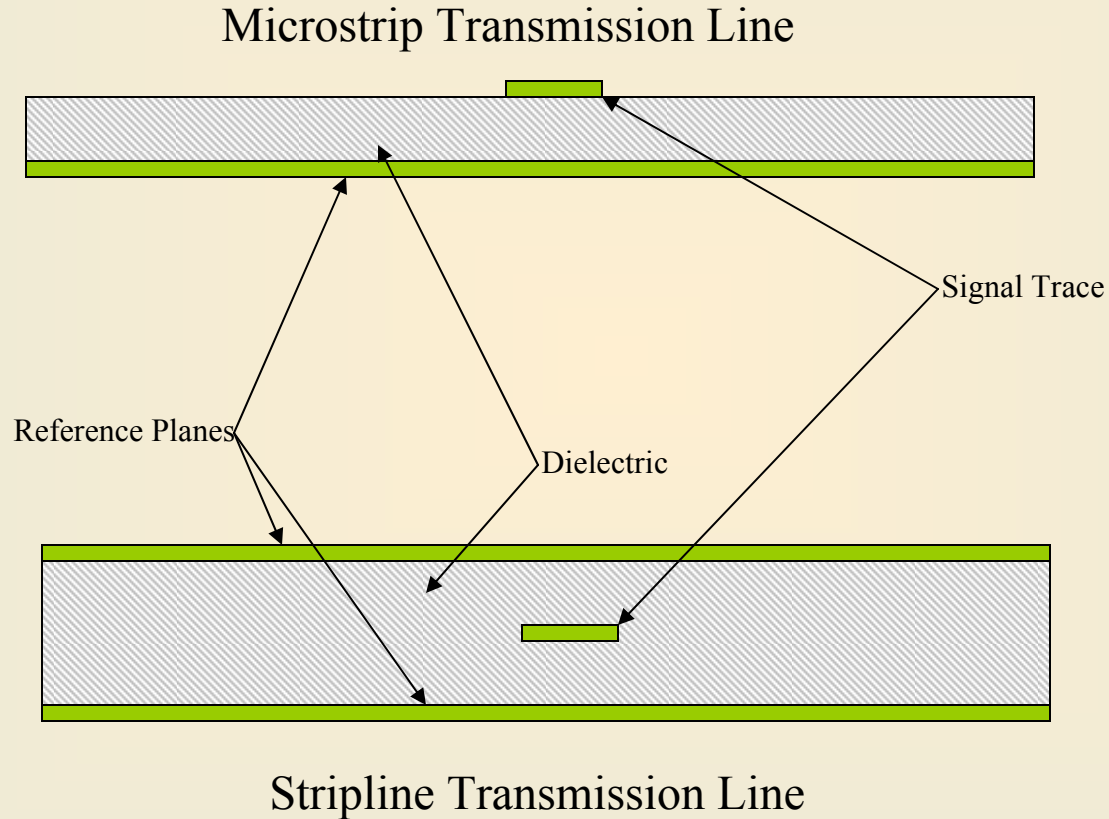 Microstrip Transmission Line
Signal Trace
Reference Planes
Dielectric
Stripline Transmission Line